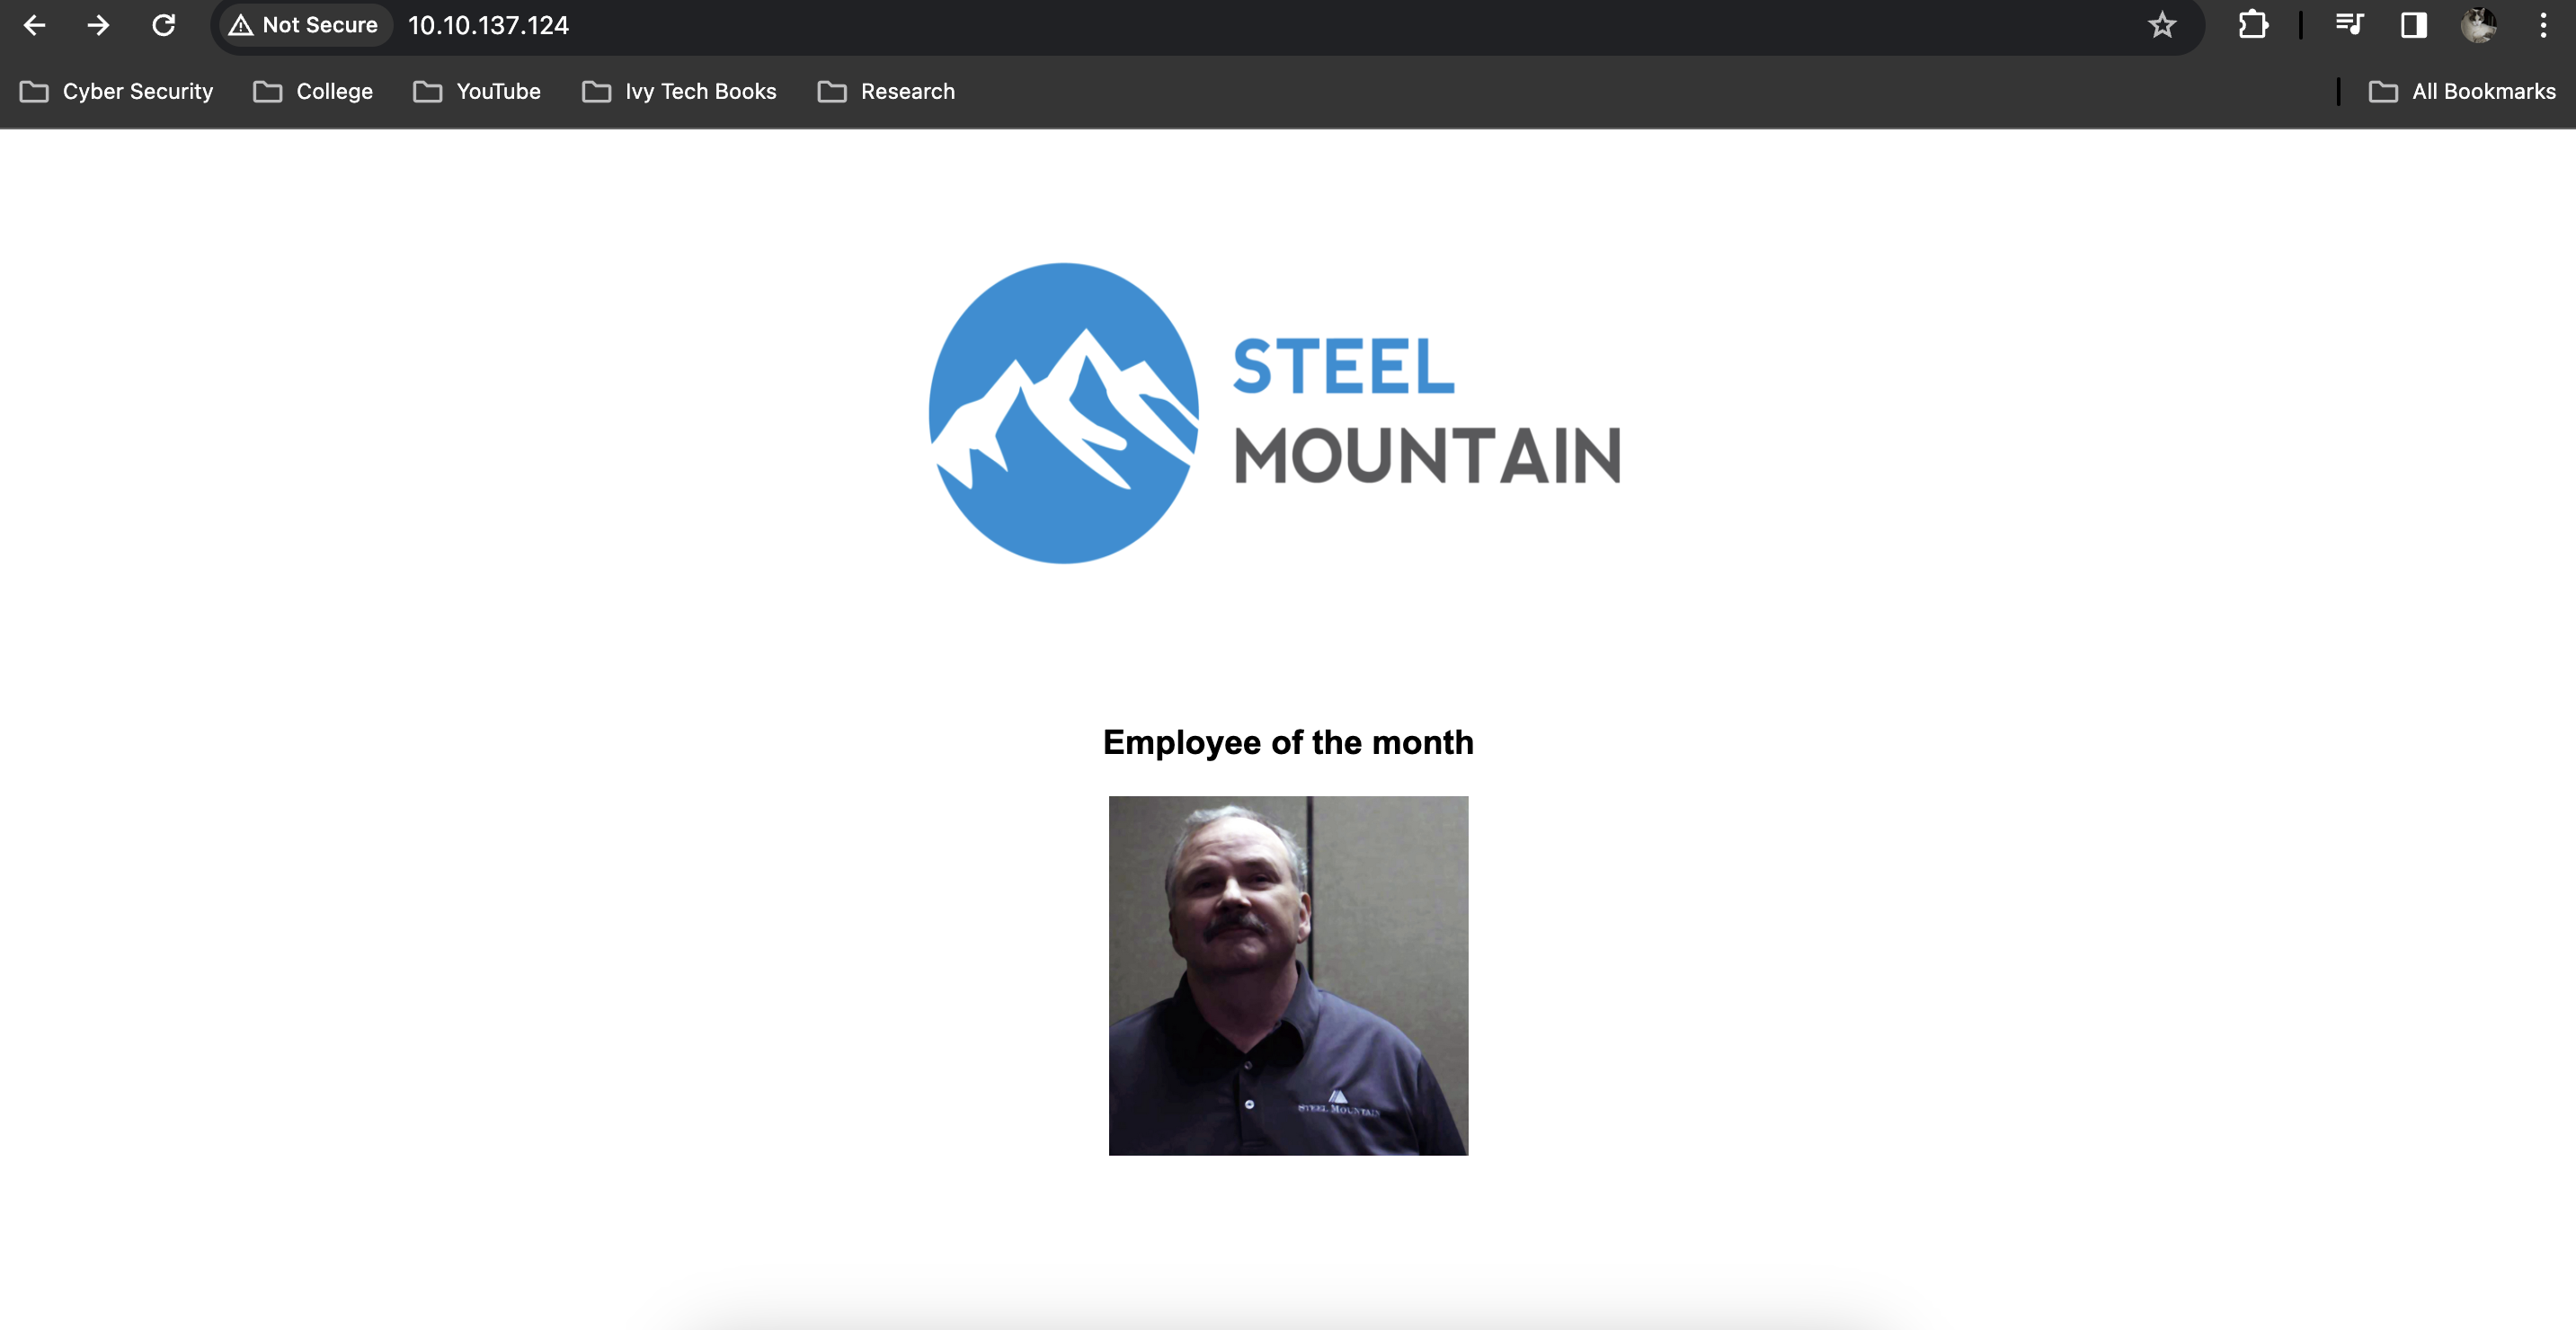 Not Secure 10.10.137.124
Cyber Security College YouTube Ivy Tech Books Research All Bookmarks
STEEL
MOUNTAIN
Employee of the month
STEEL MOUNTAIN